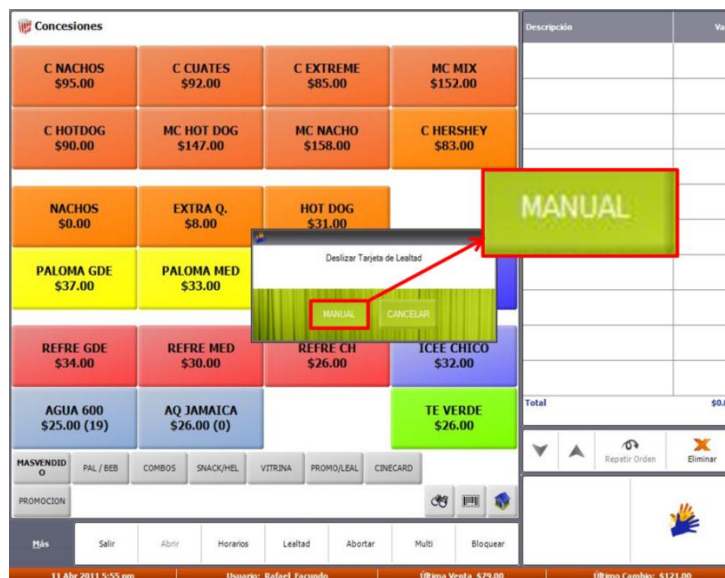 Concesiones
Descripción
C NACHOS
$95.00
C CUATES
$92.00
C EXTREME
$85.00
MC MIX
$152.00
C HOTDOG
$90.00
MC HOT DOG
$147.00
MC NACHO
$158.00
C HERSHEY
$83.00
MANUAL
NACHOS
$0.00
EXTRA Q.
$8.00
HOT DOG
$31.00
Deslizar Tarjeta de Lealtad
PALOMA GDE
$37.00
PALOMA MED
$33.00
MANUAL
CANCELAR
REFRE GDE
$34.00
REFRE MED
$30.00
REFRE CH
$26.00
ICEE CHICO
$32.00
Total
AGUA 600
$25.00 (19)
AQ JAMAICA
$26.00 (0)
TE VERDE
$26.00
Repetir Orden
Eliminar
MASVENDID
O
PAL / BEB
COMBOS
SNACK/HEL
VITRINA
PROMO/LEAL
CINECARD
PROMOCION
Más
Salir
Abrir
Horarios
Lealtad
Abortar
Multi
Bloquear
11 Abr 2011 5:55 pm
Usuario: Rafael Facundo
Última Venta $79.00
Último Cambio: $121.00